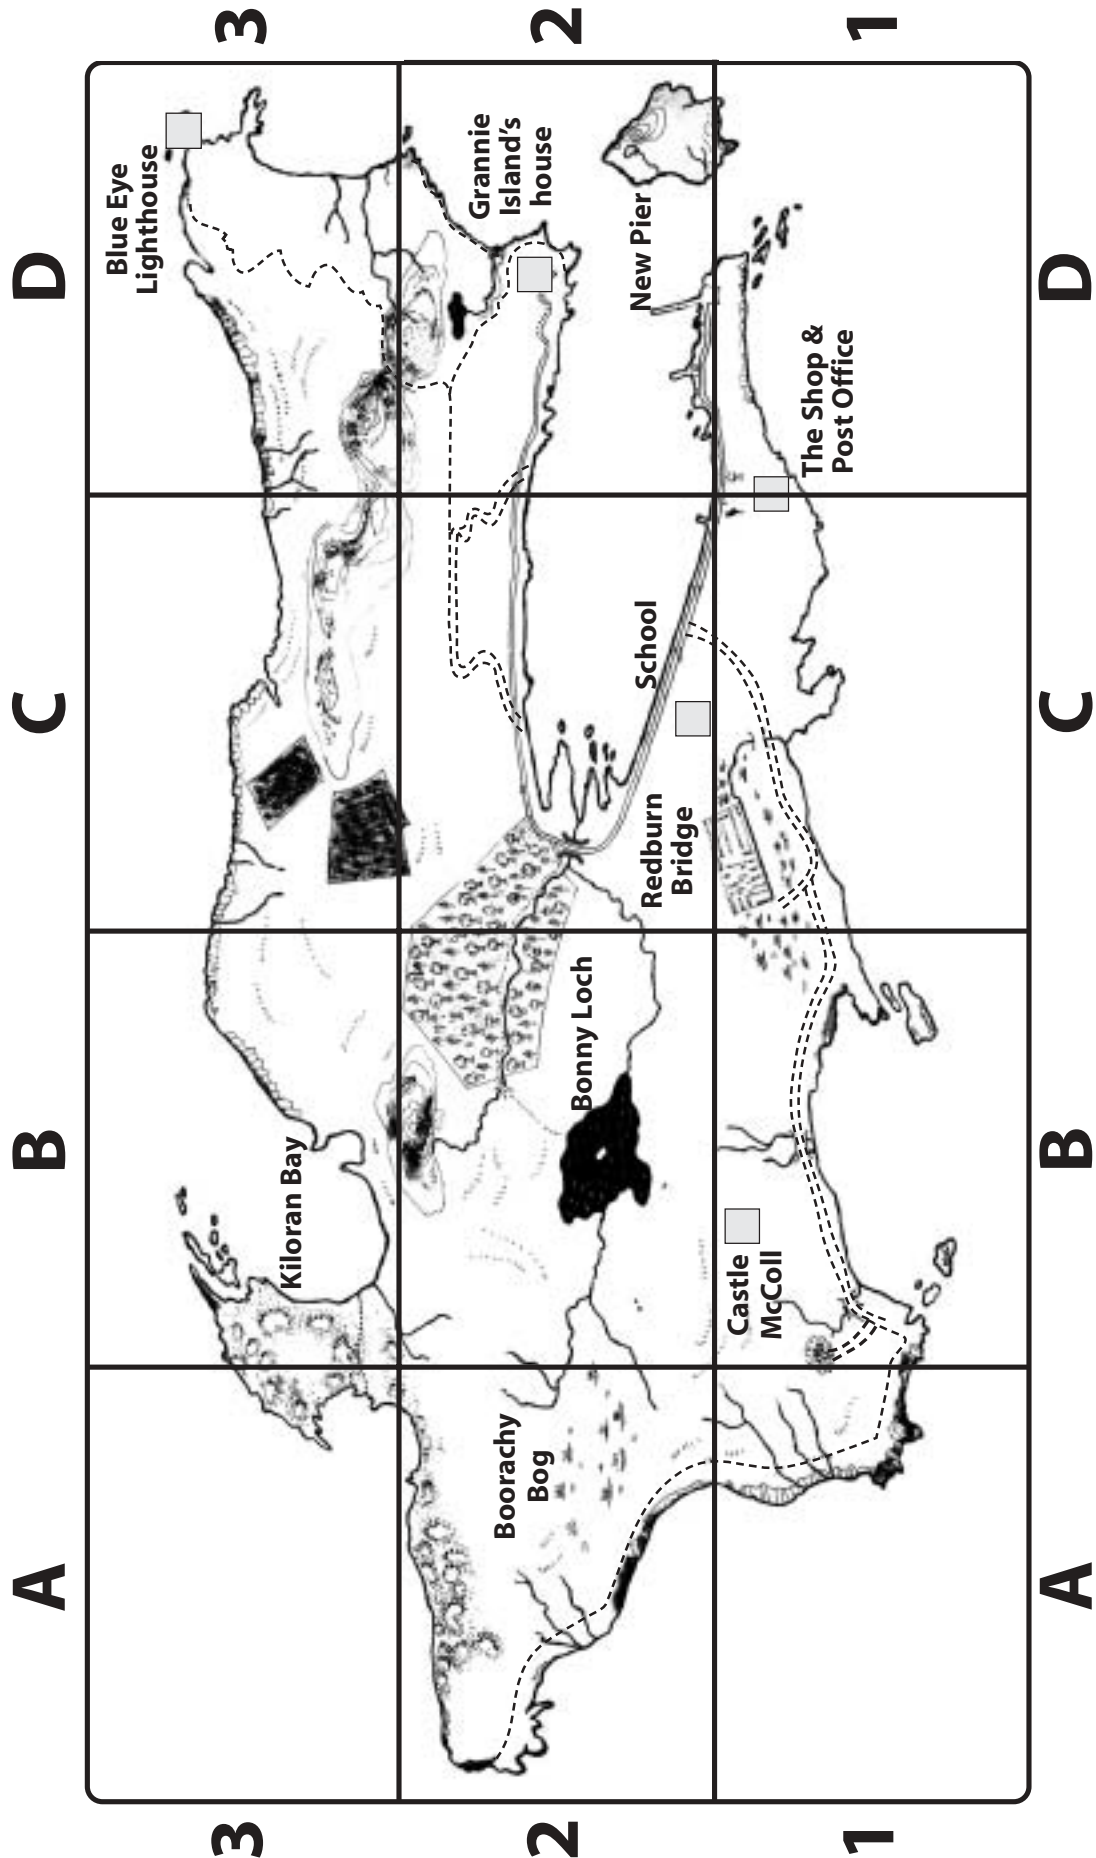 A
B
C
D
3
3
Blue Eye
Lighthouse
Kiloran Bay
2
2
Grannie
Island's
house
New Pier
School
Redburn
Bridge
Bonny Loch
Boorachy
Bog
1
1
The Shop &
Post Office
Castle
McColl
A
B
C
D